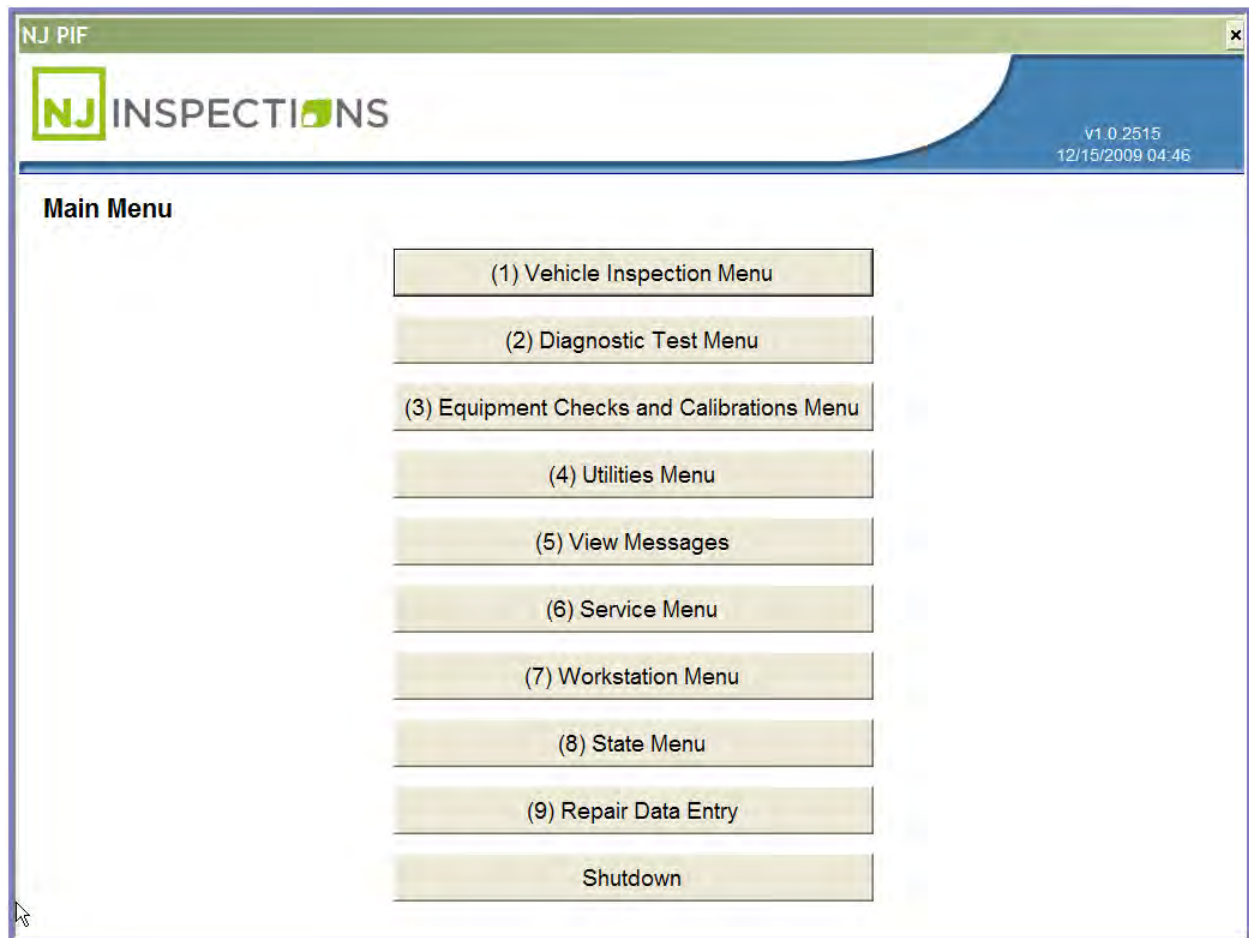 NJ PIF
NJ INSPECTIONS
v1.0.2515
12/15/2009 04:46
Main Menu
(1) Vehicle Inspection Menu
(2) Diagnostic Test Menu
(3) Equipment Checks and Calibrations Menu
(4) Utilities Menu
(5) View Messages
(6) Service Menu
(7) Workstation Menu
(8) State Menu
(9) Repair Data Entry
Shutdown